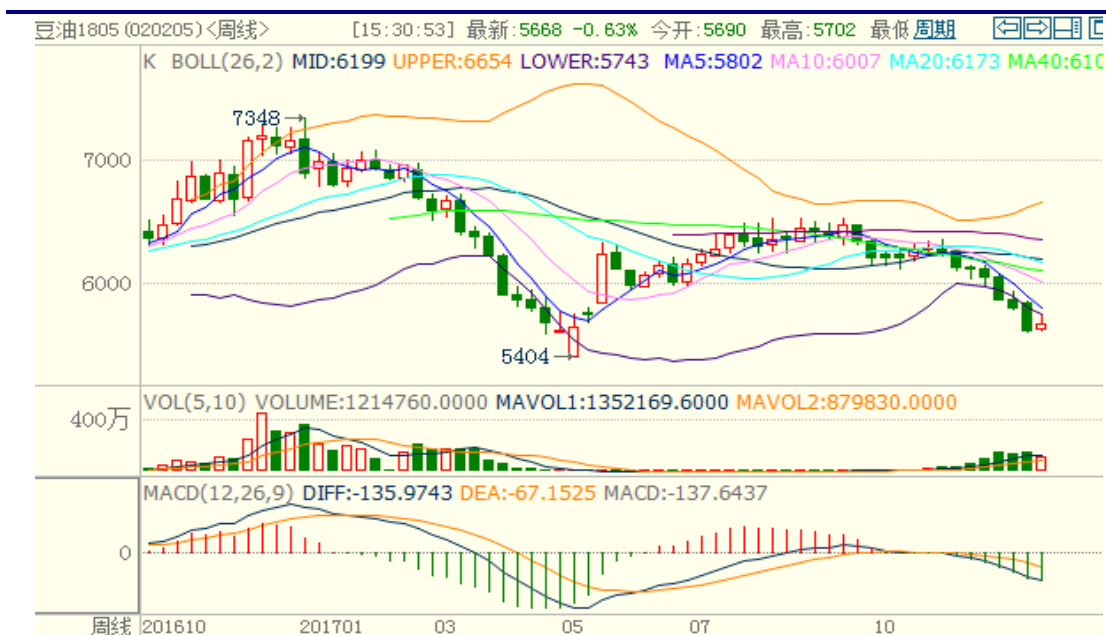 豆油1805 (020205)<周线> [15:30:53] 最新:5668 -0.63% 今开:5690 最高:5702 最低 周期
K BOLL(26,2) MID:6199 UPPER:6654 LOWER:5743 MA5:5802 MA10:6007 MA20:6173 MA40:610
7348
7000
6000
5404
VOL(5,10) VOLUME:1214760.0000 MAVOL1:1352169.6000 MAVOL2:879830.0000
400万
MACD(12,26,9) DIFF:-135.9743 DEA:-67.1525 MACD:-137.6437
0
周线 201610 201701 03 05 07 10